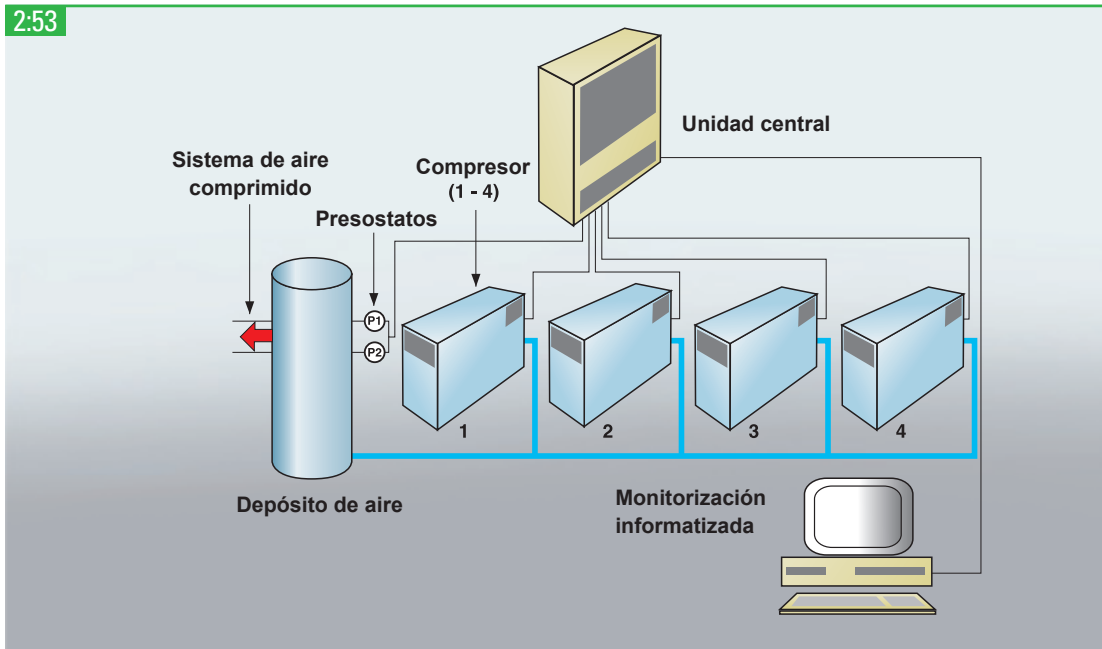 2:53
Unidad central
Sistema de aire
comprimido
Compresor
(1 - 4)
Presostatos
P1
P2
1
2
3
4
Depósito de aire
Monitorización
informatizada